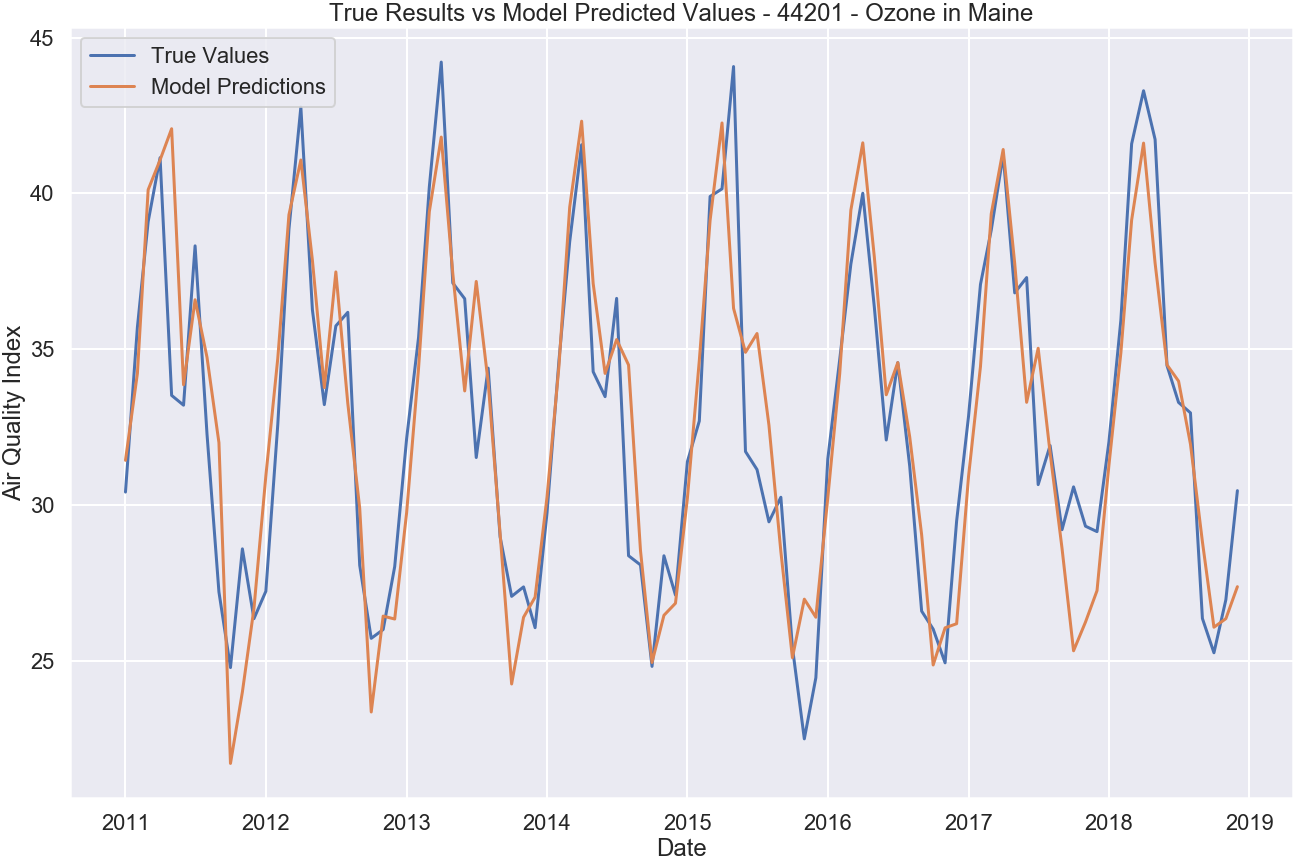 True Results vs Model Predicted Values - 44201 - Ozone in Maine
True Values
Model Predictions
Air Quality Index
45
40
35
30
25
2011 2012 2013 2014 2015 2016 2017 2018 2019
Date